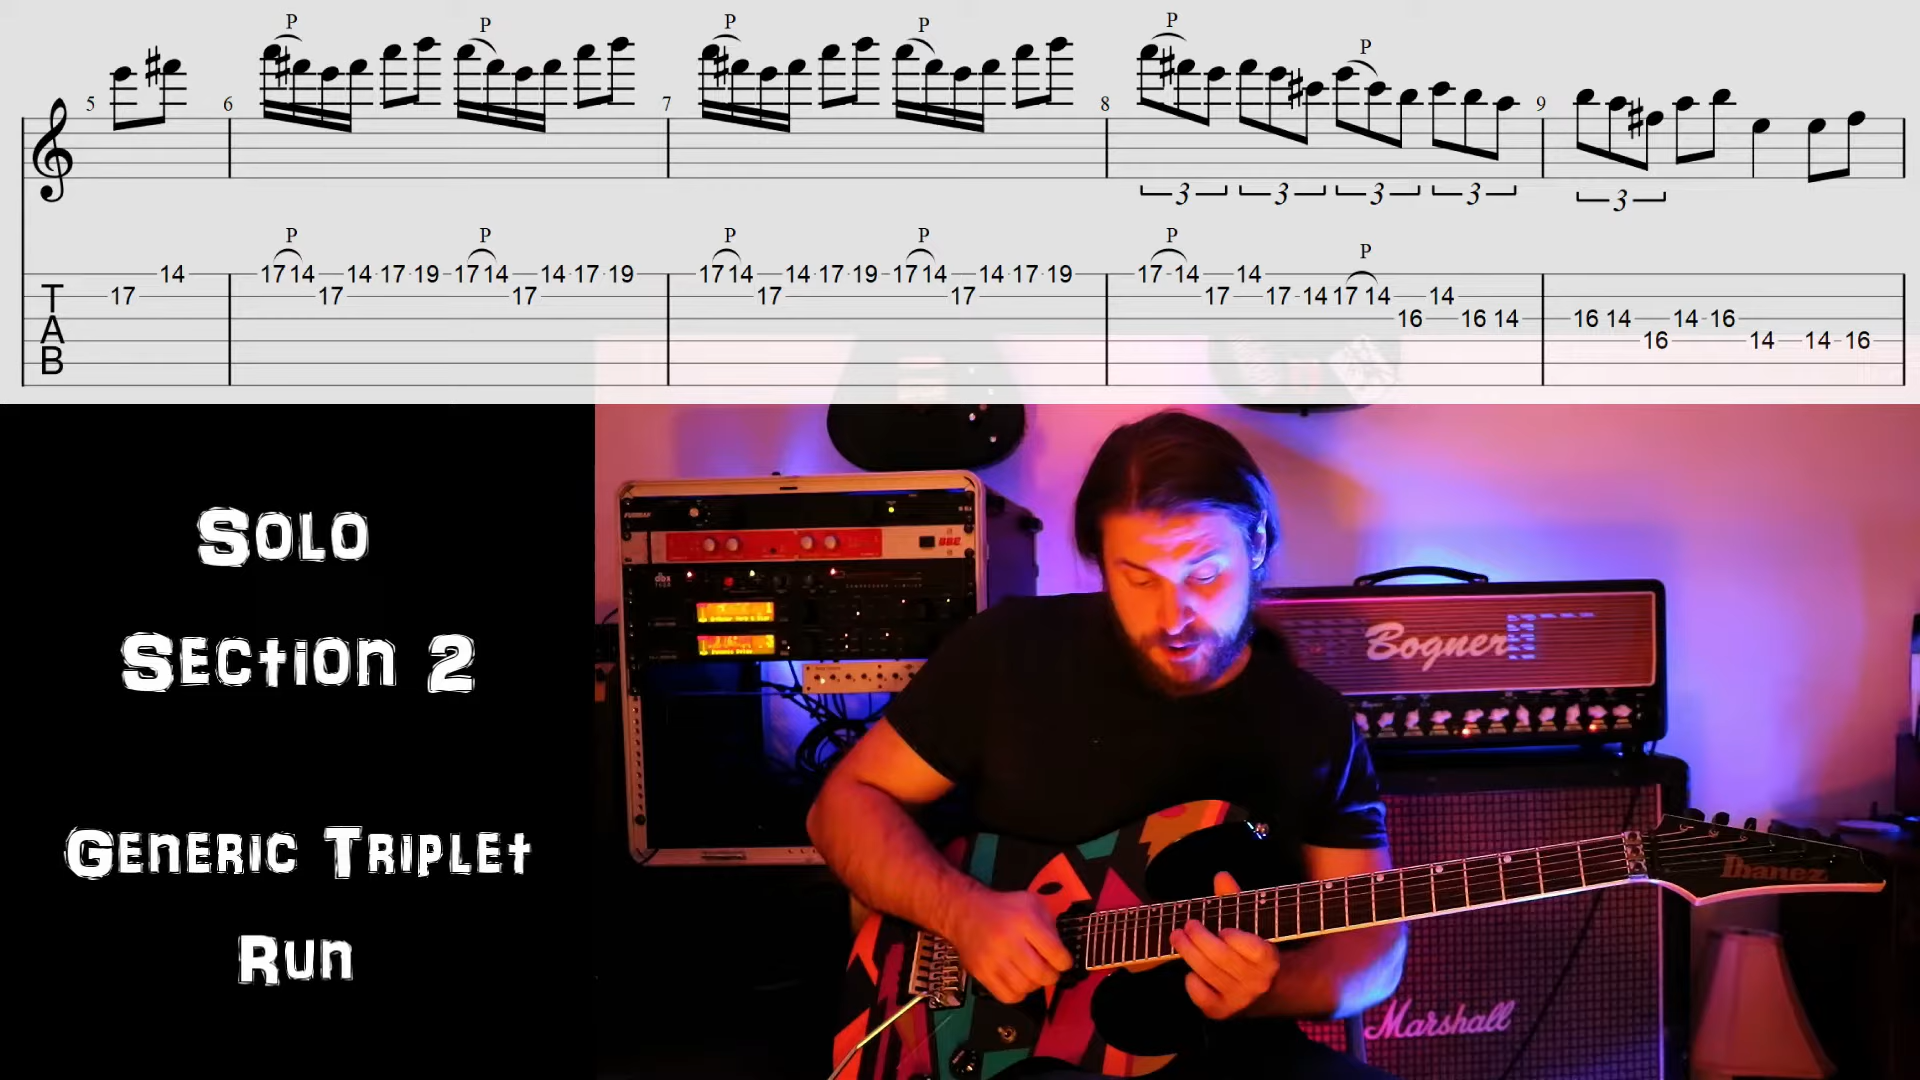 P P P P P
5 6 7 8 P 9
3 3 3 3 3
P P P P P P
14 17 14 14 17 19 17 14 14 17 19 17 14 14 17 19 17 14 14 17 19 17 14 14
T 17 17 17 17 17 17 17 14 17 14 14
A 16 16 14 16 14 14 16
B 16 14 14 16
SOLO
SECTION 2
GENERIC TRIPLET
RUN
FURMAN
BBE
dbx
Bogner
Ibanez
Marshall